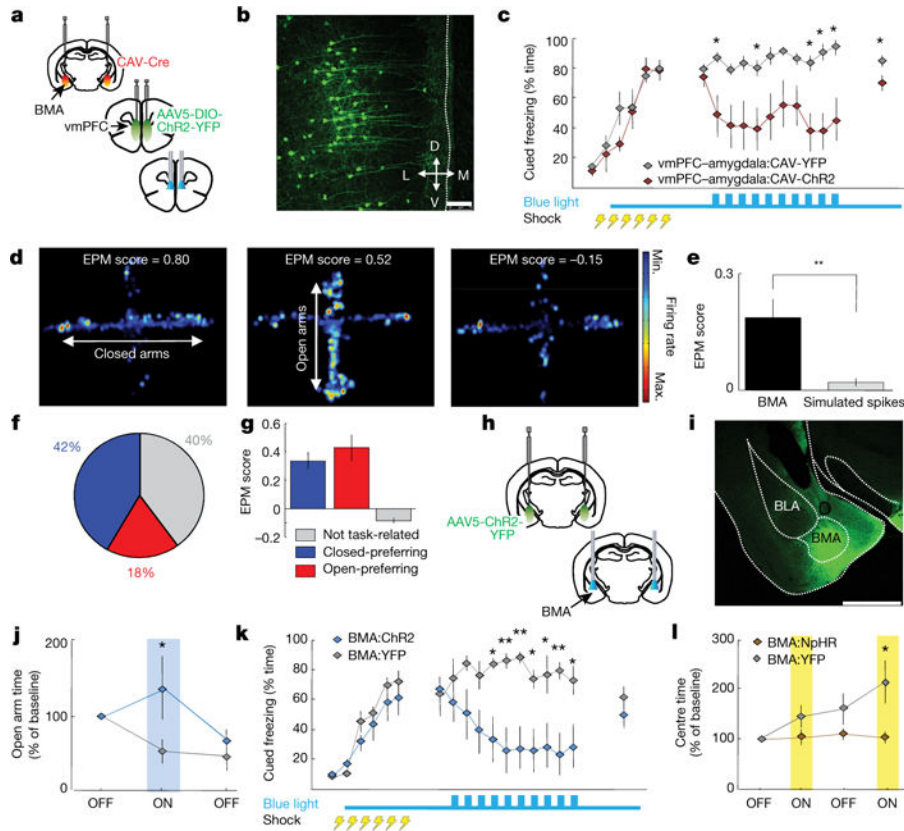 a
CAV-Cre
BMA
AAV5-DIO-
ChR2-YFP
vmPFC
b
D
L
M
V
c
Cued freezing (% time)
100
80
60
40
20
*
*
*
*
*
*
vmPFC–amygdala:CAV-YFP
vmPFC–amygdala:CAV-ChR2
Blue light
Shock
d
EPM score = 0.80
Closed arms
EPM score = 0.52
Open arms
EPM score = –0.15
Min.
Firing rate
Max.
e
EPM score
0.3
0
**
BMA
Simulated spikes
f
42%
40%
18%
g
EPM score
0.6
0.4
0.2
0
–0.2
Not task-related
Closed-preferring
Open-preferring
h
AAV5-ChR2-
YFP
BMA
i
BLA
BMA
j
Open arm time
(% of baseline)
200
150
100
50
0
*
OFF
ON
OFF
k
BMA:ChR2
BMA:YFP
Cued freezing (% time)
100
80
60
40
20
0
*
**
**
*
*
**
*
Blue light
Shock
l
BMA:NpHR
BMA:YFP
Centre time
(% of baseline)
300
200
100
0
*
OFF
ON
OFF
ON